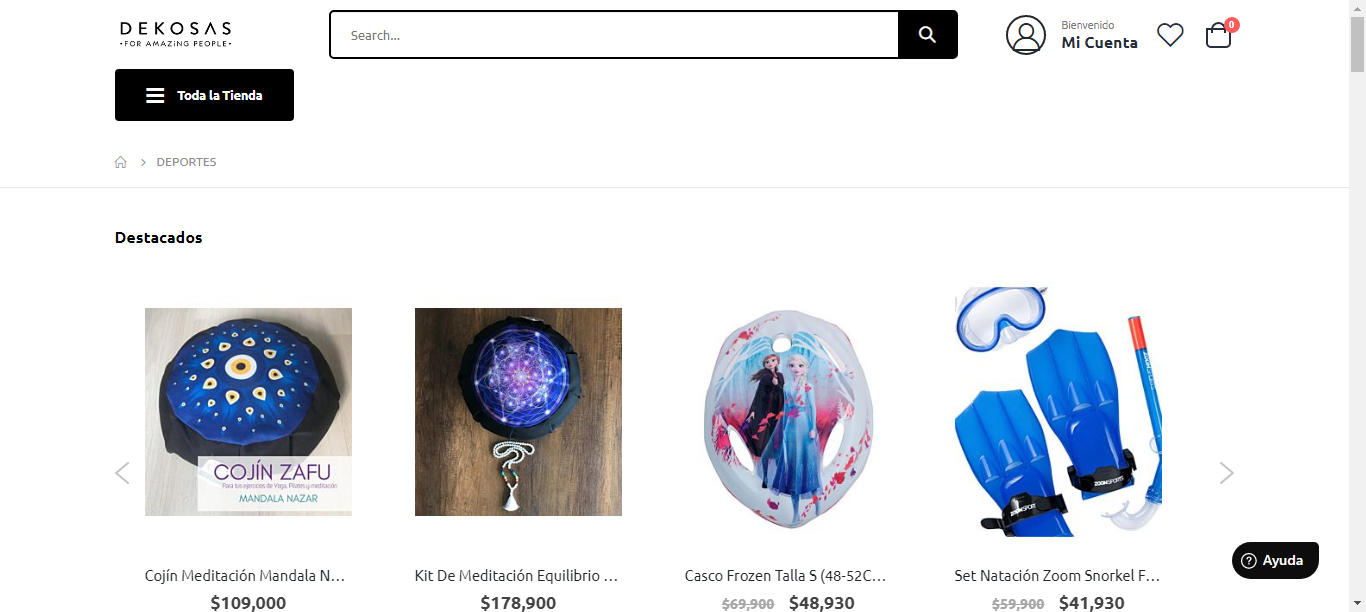 DEKOSAS
•FOR AMAZING PEOPLE•
Search...
Bienvenido
Mi Cuenta
0
Toda la Tienda
DEPORTES
Destacados
COJÍN ZAFU
Para tus ejercicios de Yoga, Pilates y meditación
MANDALA NAZAR
ZOOMSPORTS
ZOOMSPORT
Cojín Meditación Mandala N...
$109,000
Kit De Meditación Equilibrio ...
$178,900
Casco Frozen Talla S (48-52C...
$69,900 $48,930
Set Natación Zoom Snorkel F...
$59,900 $41,930
Ayuda